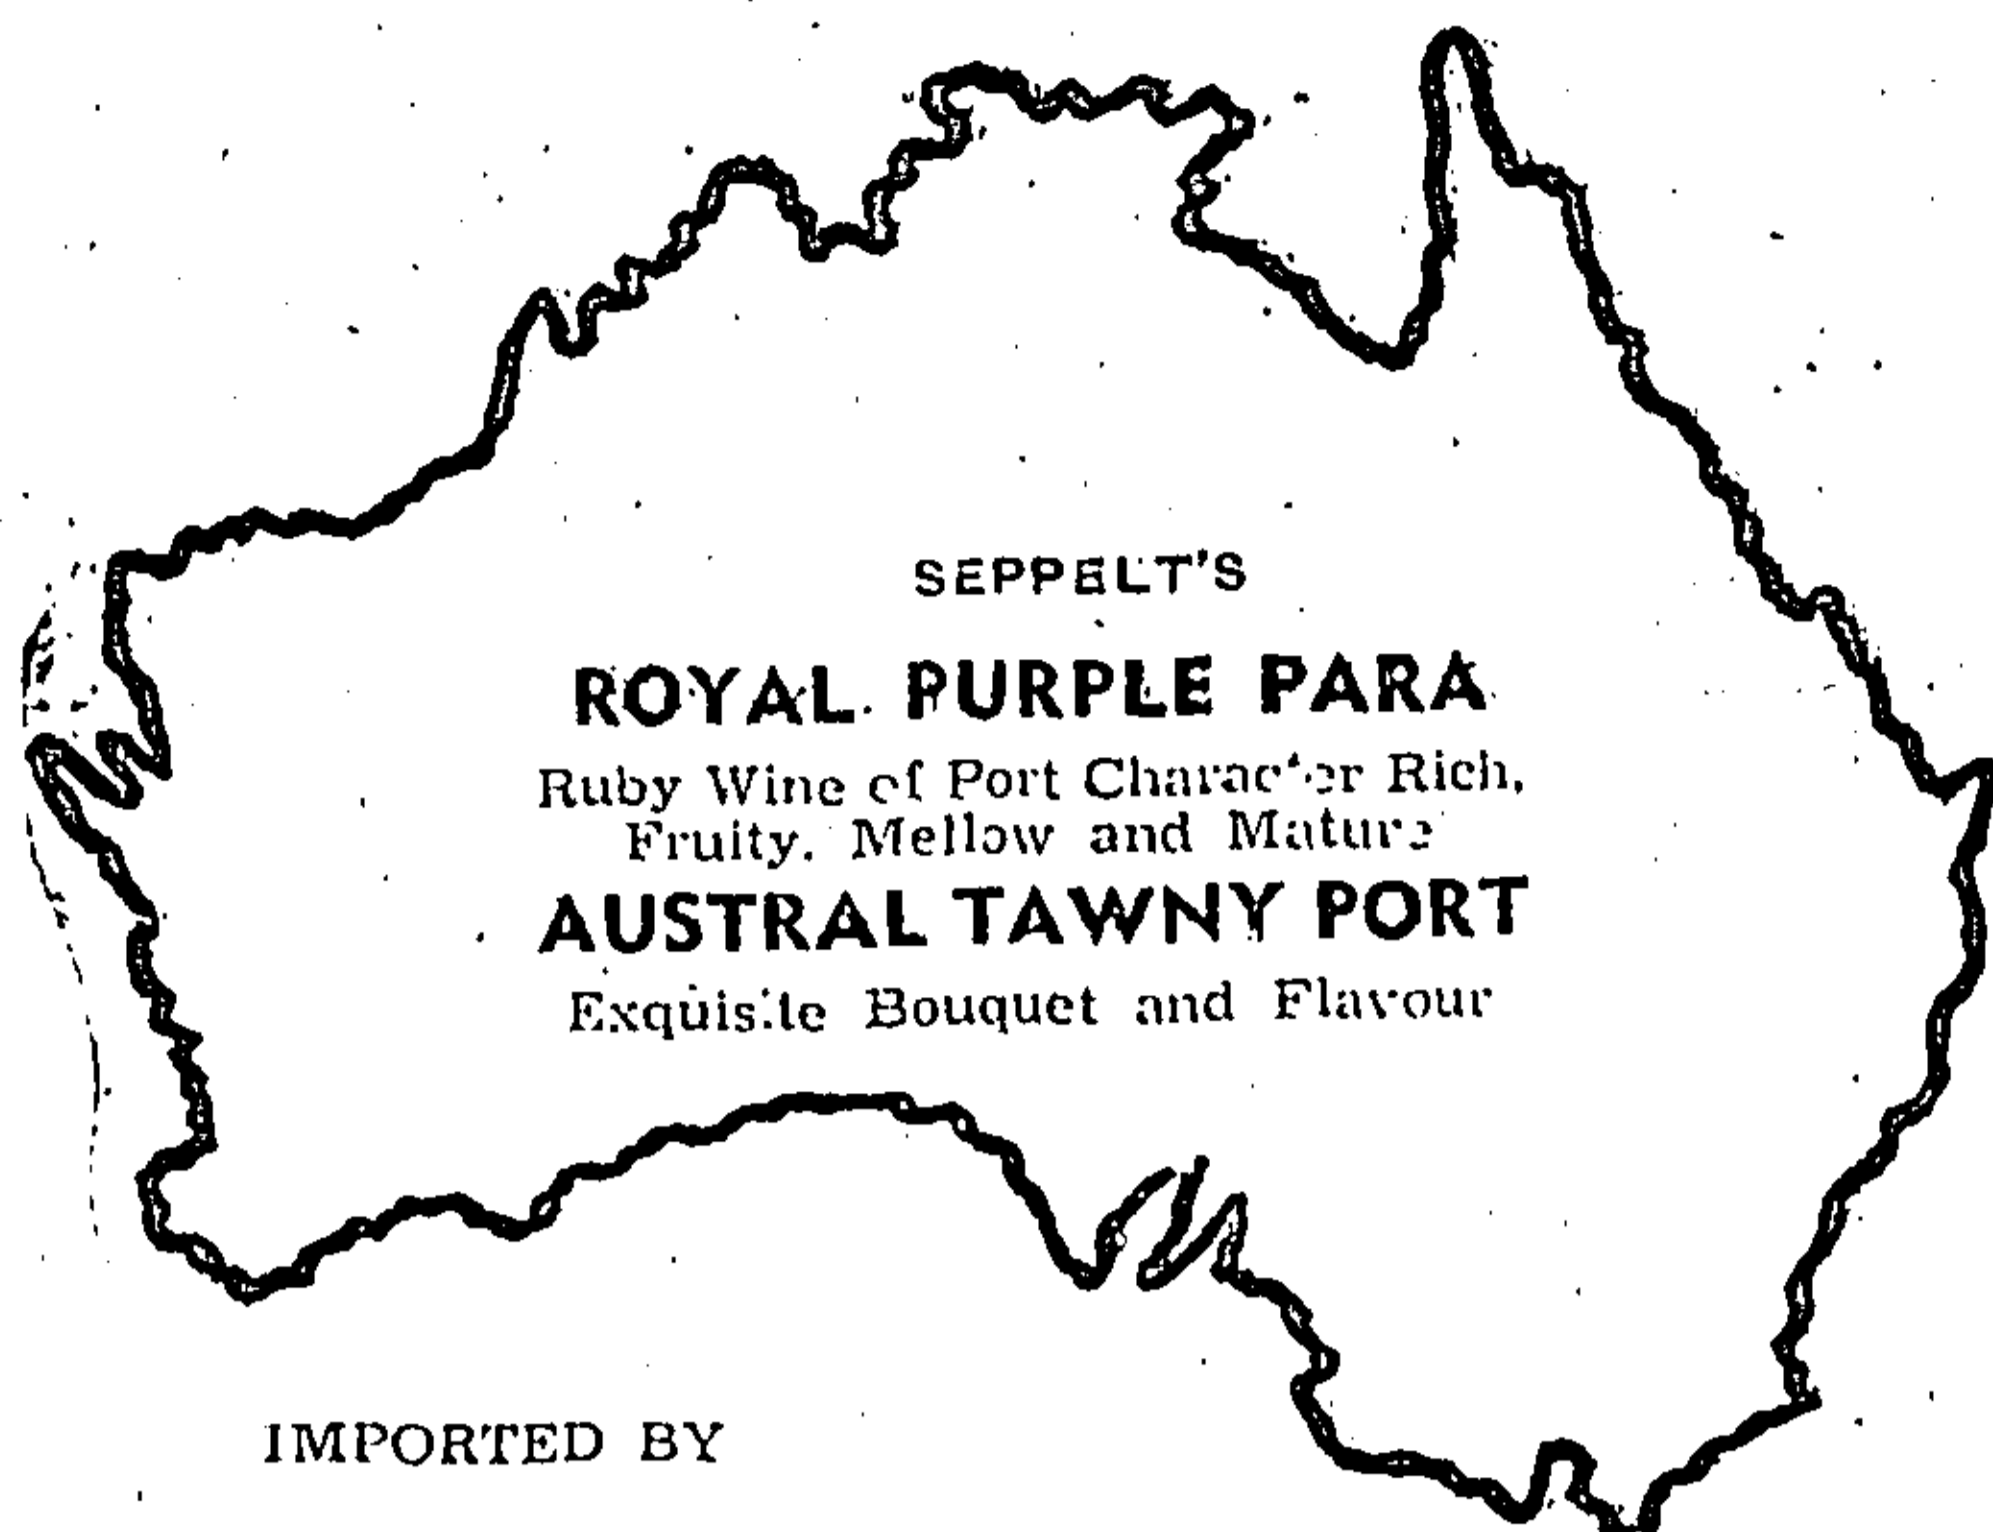 SEPPELT'S
ROYAL PURPLE PARA
Ruby Wine of Port Character Rich,
Fruity. Mellow and Mature
AUSTRAL TAWNY PORT
Exquisite Bouquet and Flavour
IMPORTED BY